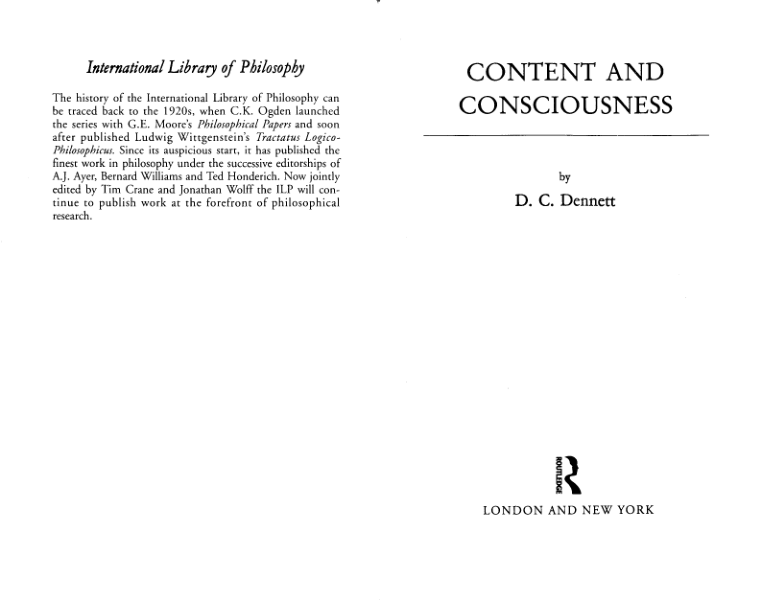 International Library of Philosophy
The history of the International Library of Philosophy can
be traced back to the 1920s, when C.K. Ogden launched
the series with G.E. Moore's Philosophical Papers and soon
after published Ludwig Wittgenstein's Tractatus Logico-
Philosophicus. Since its auspicious start, it has published the
finest work in philosophy under the successive editorships of
A.J. Ayer, Bernard Williams and Ted Honderich. Now jointly
edited by Tim Crane and Jonathan Wolff the ILP will con-
tinue to publish work at the forefront of philosophical
research.
CONTENT AND
CONSCIOUSNESS
by
D. C. Dennett
ROUTLEDGE
LONDON AND NEW YORK